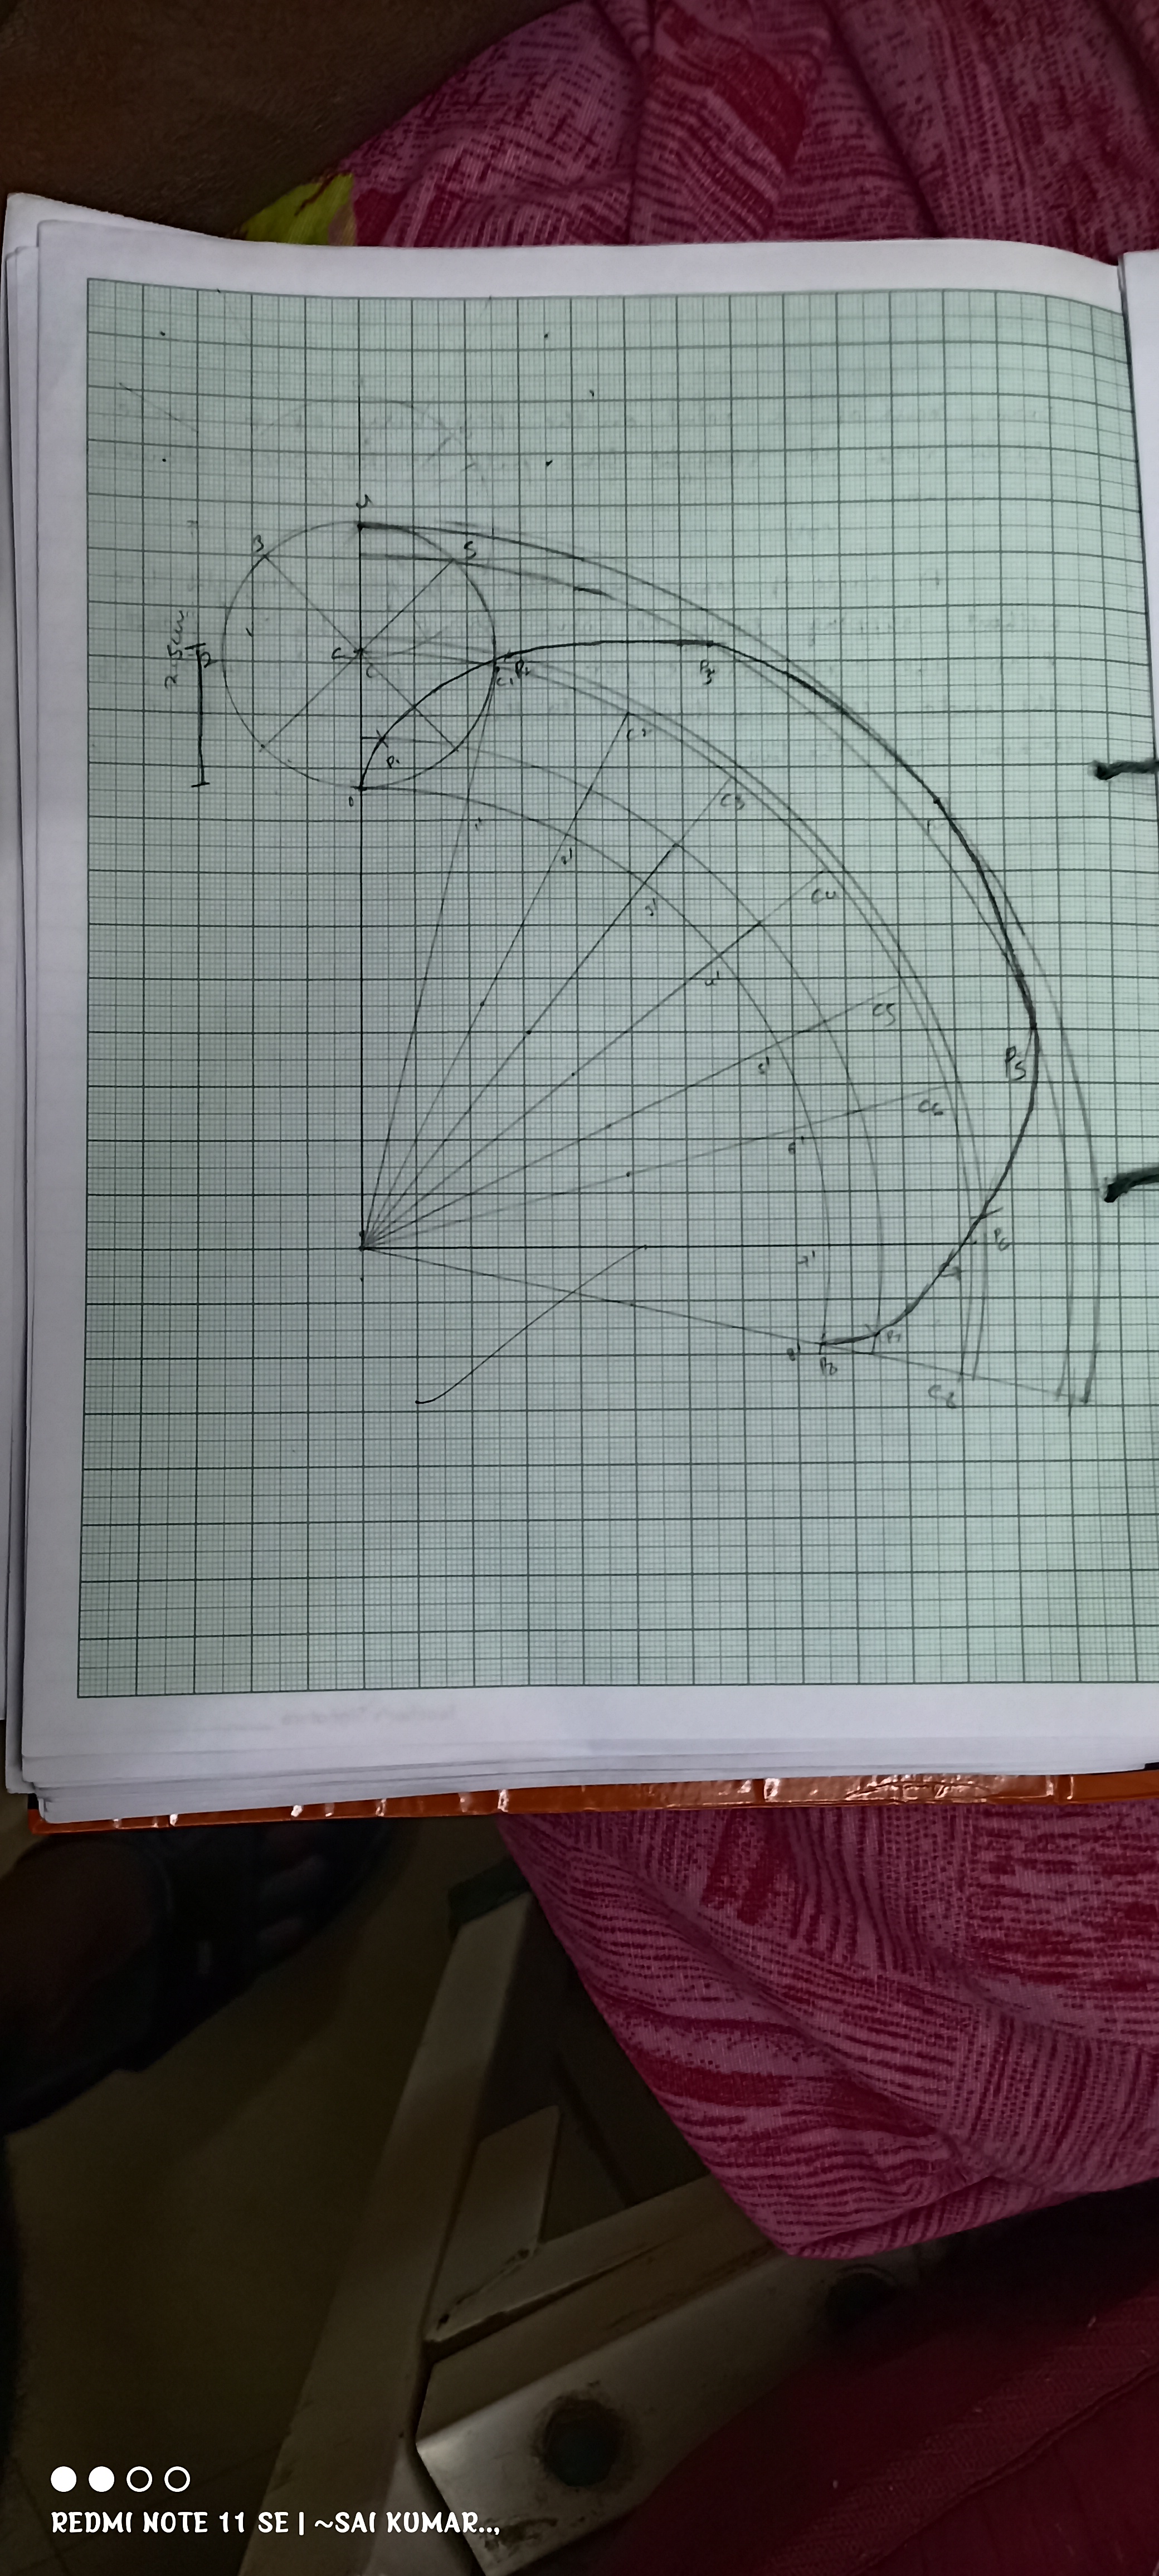 3
5
C
2.5cm
2
C1 P2
P3
C2
P1
C3
0
1'
2'
C4
3'
4'
C5
5'
P5
C6
6'
P6
7'
P7
8'
P8
C8
REDMI NOTE 11 SE | ~SAI KUMAR..,